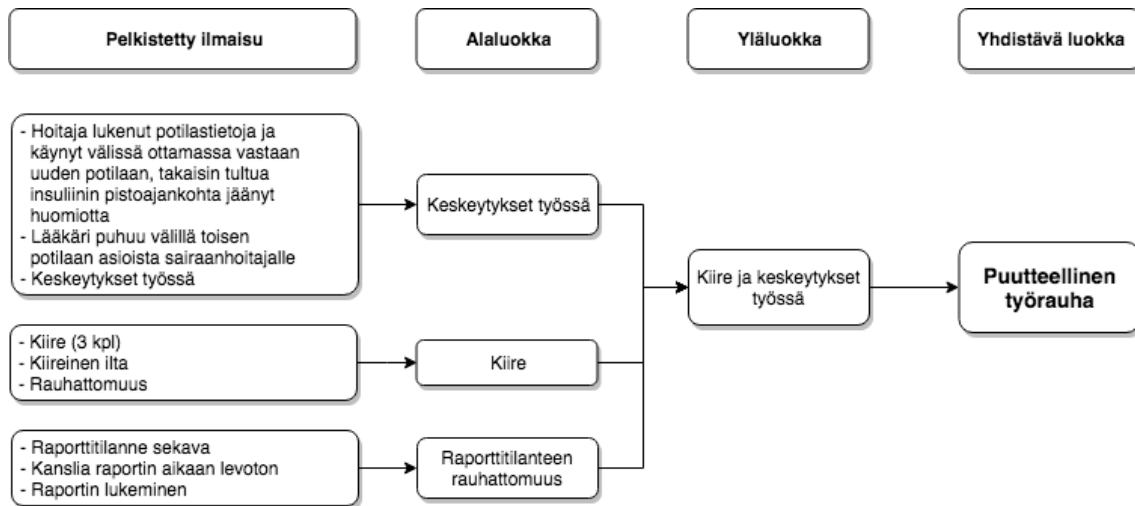 Pelkistetty ilmaisu
Alaluokka
Yläluokka
Yhdistävä luokka
- Hoitaja lukenut potilastietoja ja
käynyt välissä ottamassa vastaan
uuden potilaan, takaisin tultua
insuliinin pistoajankohta jäänyt
huomiotta
- Lääkäri puhuu välillä toisen
potilaan asioista sairaanhoitajalle
- Keskeytykset työssä
Keskeytykset työssä
Kiire ja keskeytykset
työssä
Puutteellinen
työrauha
- Kiire (3 kpl)
- Kiireinen ilta
- Rauhattomuus
Kiire
- Raporttitilanne sekava
- Kanslia raportin aikaan levoton
- Raportin lukeminen
Raporttitilanteen
rauhattomuus